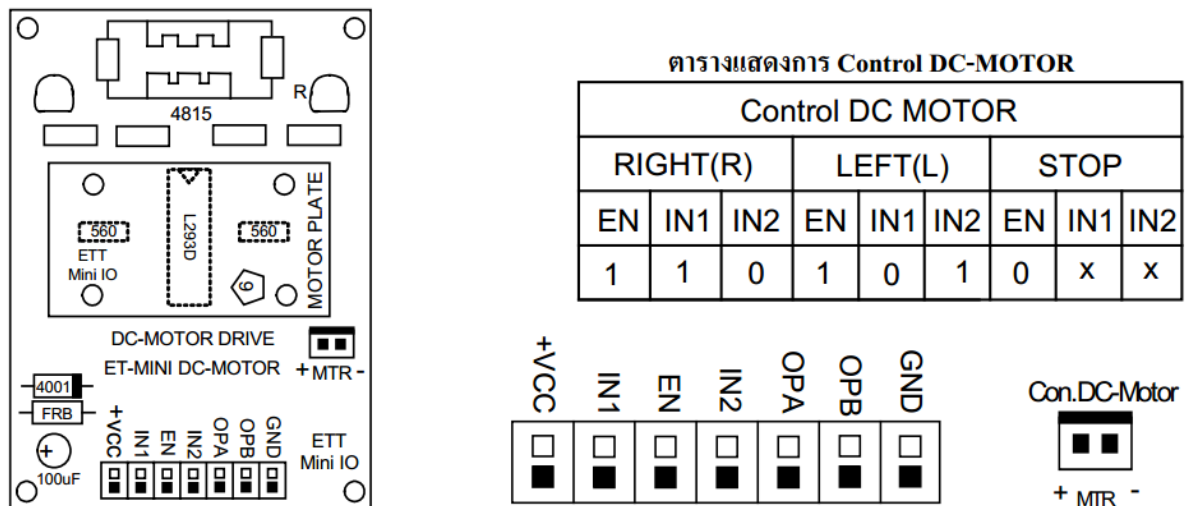 R
4815
560
L293D
560
MOTOR PLATE
ETT
Mini IO
6
DC-MOTOR DRIVE
ET-MINI DC-MOTOR
+ MTR -
4001
FRB
+
100uF
+VCC IN1 EN IN2 OPA OPB GND
ETT
Mini IO
ตารางแสดงการ Control DC-MOTOR
Control DC MOTOR
RIGHT(R) LEFT(L) STOP
EN IN1 IN2 EN IN1 IN2 EN IN1 IN2
1 1 0 1 0 1 0 x x
+VCC IN1 EN IN2 OPA OPB GND
Con.DC-Motor
+ MTR -